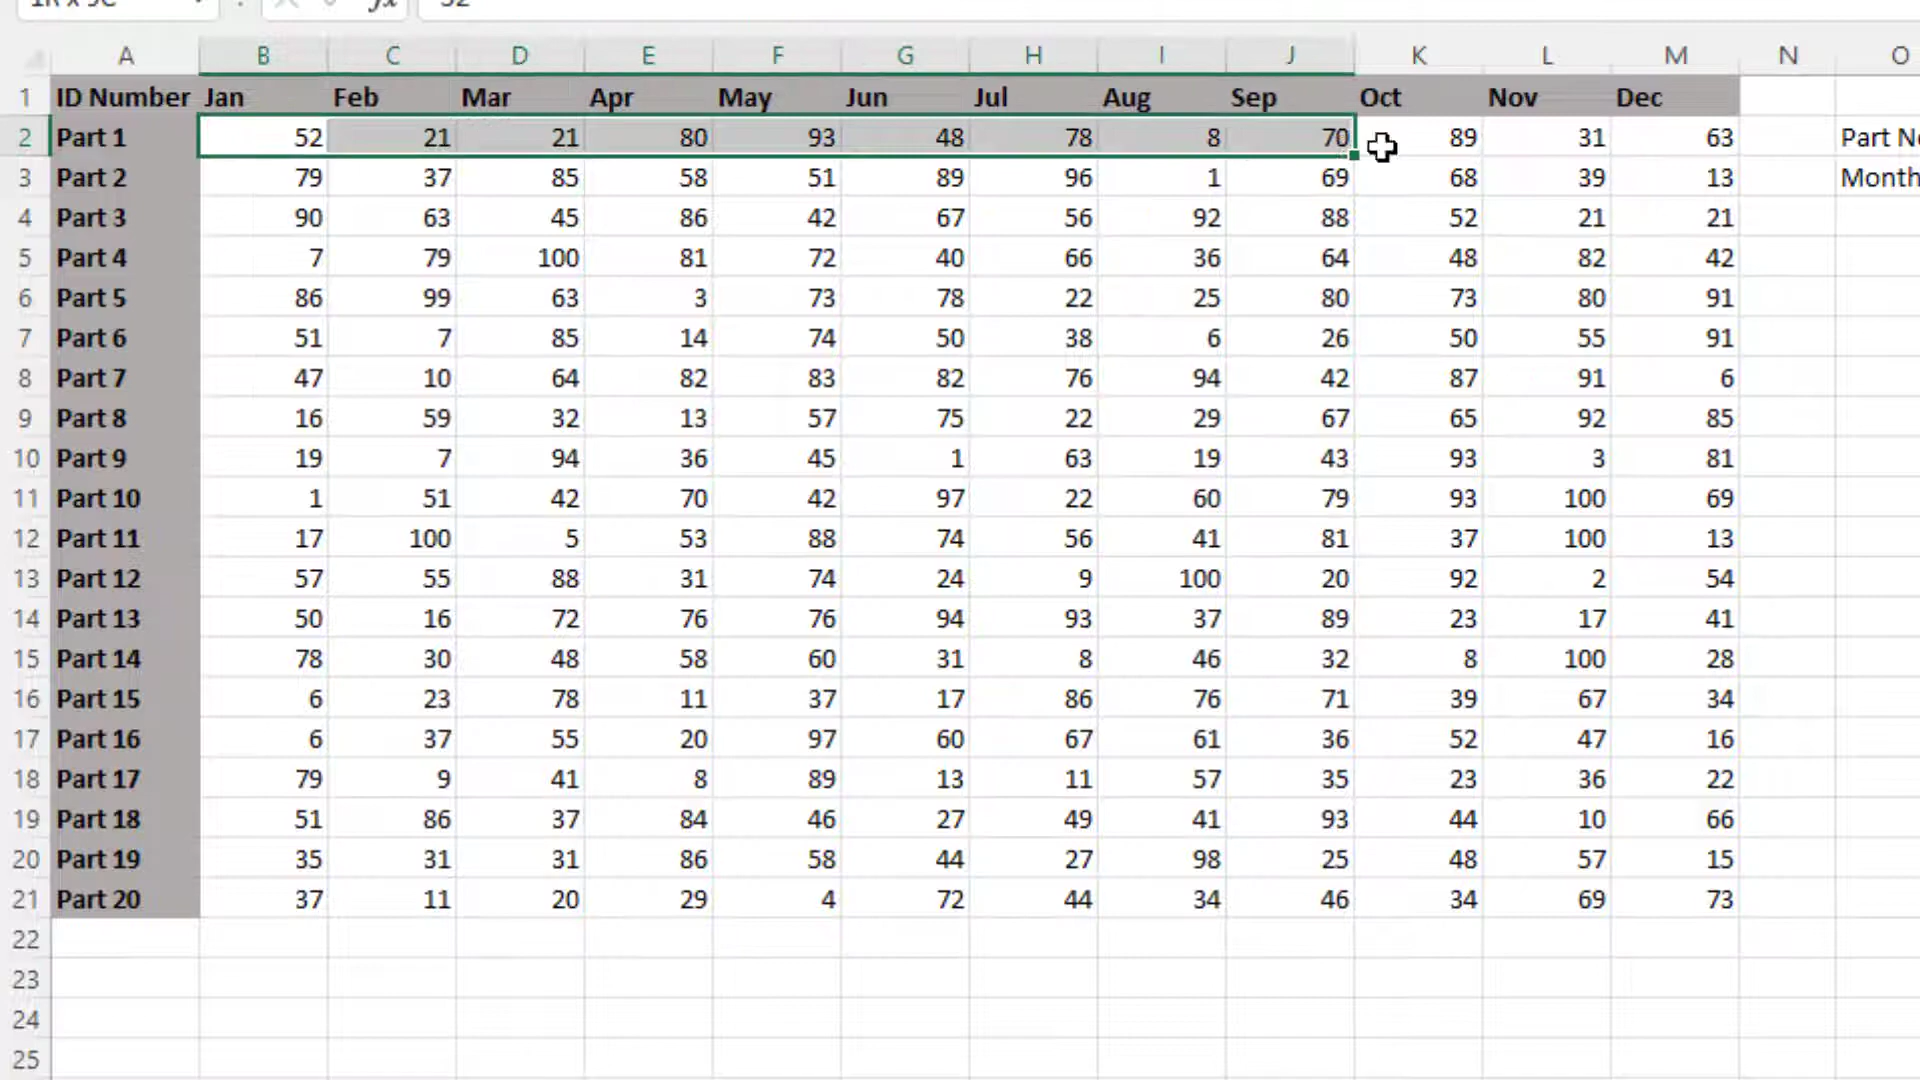 52
A B C D E F G H I J K L M N O
1 ID Number Jan Feb Mar Apr May Jun Jul Aug Sep Oct Nov Dec
2 Part 1 52 21 21 80 93 48 78 8 70 89 31 63 Part
3 Part 2 79 37 85 58 51 89 96 1 69 68 39 13 Month
4 Part 3 90 63 45 86 42 67 56 92 88 52 21 21
5 Part 4 7 79 100 81 72 40 66 36 64 48 82 42
6 Part 5 86 99 63 3 73 78 22 25 80 73 80 91
7 Part 6 51 7 85 14 74 50 38 6 26 50 55 91
8 Part 7 47 10 64 82 83 82 76 94 42 87 91 6
9 Part 8 16 59 32 13 57 75 22 29 67 65 92 85
10 Part 9 19 7 94 36 45 1 63 19 43 93 3 81
11 Part 10 1 51 42 70 42 97 22 60 79 93 100 69
12 Part 11 17 100 5 53 88 74 56 41 81 37 100 13
13 Part 12 57 55 88 31 74 24 9 100 20 92 2 54
14 Part 13 50 16 72 76 76 94 93 37 89 23 17 41
15 Part 14 78 30 48 58 60 31 8 46 32 8 100 28
16 Part 15 6 23 78 11 37 17 86 76 71 39 67 34
17 Part 16 6 37 55 20 97 60 67 61 36 52 47 16
18 Part 17 79 9 41 8 89 13 11 57 35 23 36 22
19 Part 18 51 86 37 84 46 27 49 41 93 44 10 66
20 Part 19 35 31 31 86 58 44 27 98 25 48 57 15
21 Part 20 37 11 20 29 4 72 44 34 46 34 69 73
22
23
24
25